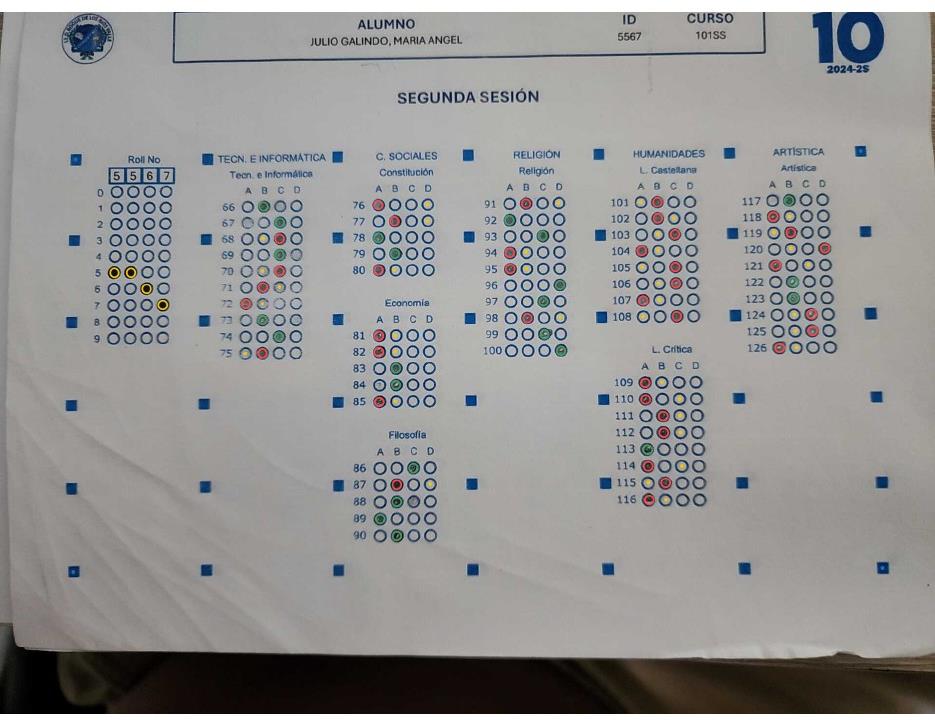 ALUMNO
JULIO GALINDO, MARIA ANGEL
ID
5567
CURSO
101SS
10
2024-2S
SEGUNDA SESIÓN
Roll No
5 5 6 7
0
1
2
3
4
5
6
7
8
9
TECN. E INFORMÁTICA
Tecn. e Informática
A B C D
66
67
68
69
70
71
72
73
74
75
C. SOCIALES
Constitución
A B C D
76
77
78
79
80
Economía
A B C D
81
82
83
84
85
Filosofía
A B C D
86
87
88
89
90
RELIGIÓN
Religión
A B C D
91
92
93
94
95
96
97
98
99
100
HUMANIDADES
L. Castellana
A B C D
101
102
103
104
105
106
107
108
L. Crítica
A B C D
109
110
111
112
113
114
115
116
ARTÍSTICA
Artística
A B C D
117
118
119
120
121
122
123
124
125
126